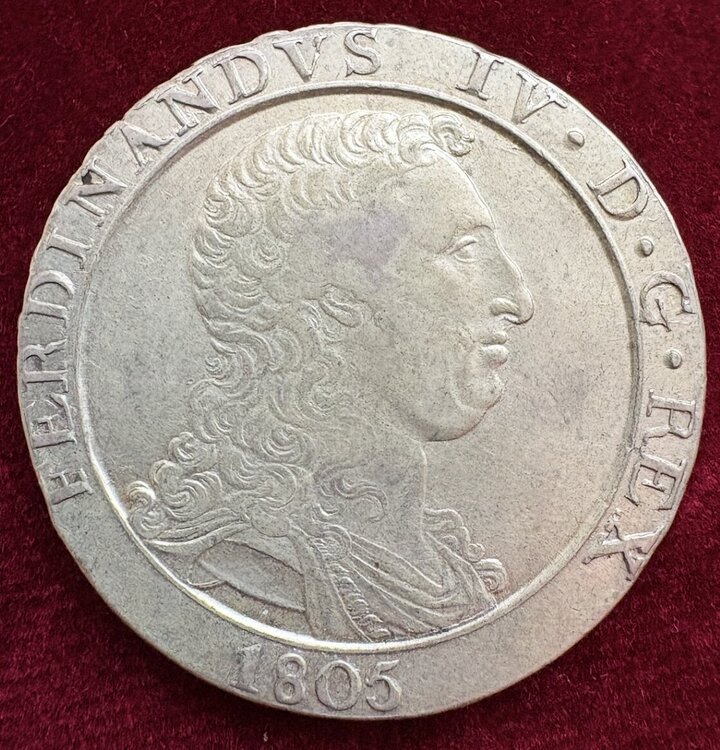 FERDINANDVS IV · D · G · REX
1805